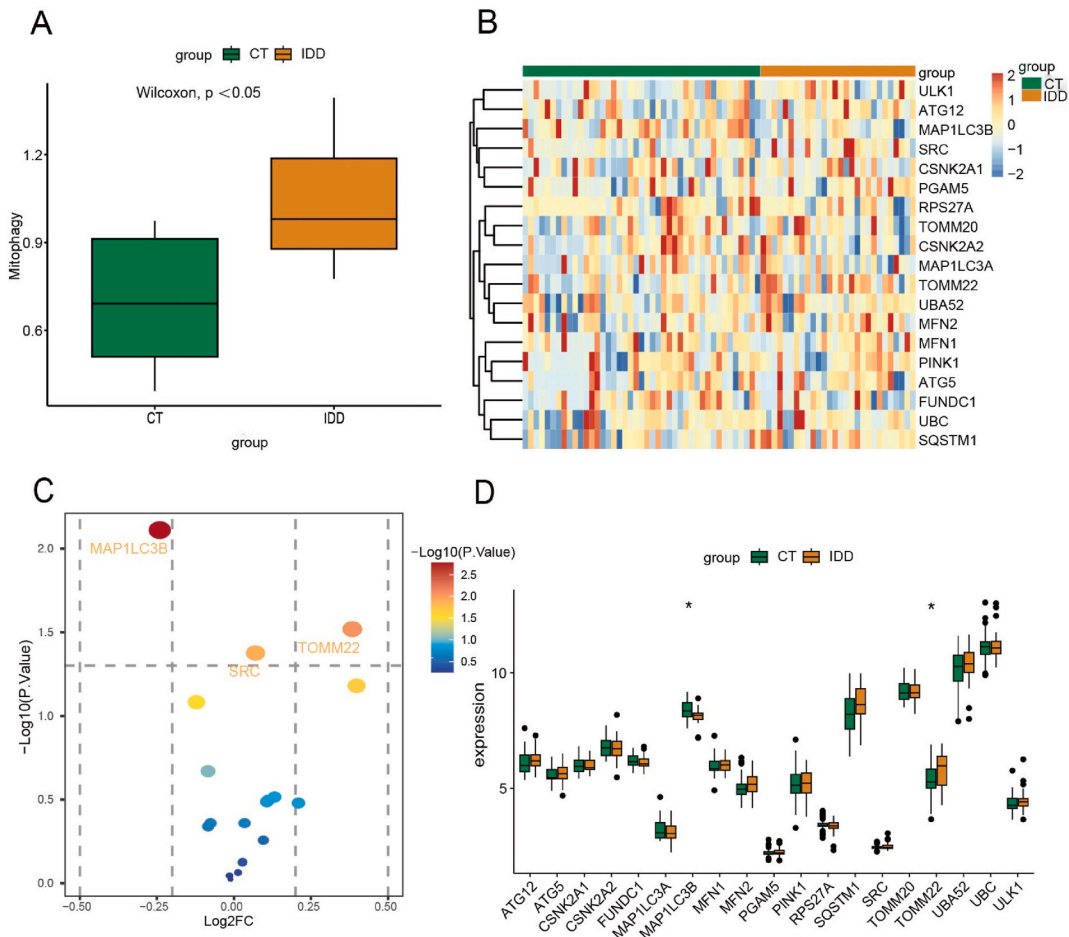 A
group CT IDD
Wilcoxon, p <0.05
Mitophagy
1.2
0.9
0.6
CT
IDD
group
B
group
ULK1
ATG12
MAP1LC3B
SRC
CSNK2A1
PGAM5
RPS27A
TOMM20
CSNK2A2
MAP1LC3A
TOMM22
UBA52
MFN2
MFN1
PINK1
ATG5
FUNDC1
UBC
SQSTM1
2
1
0
−1
−2
group
CT
IDD
C
−Log10(P.Value)
2.0
1.5
1.0
0.5
0.0
MAP1LC3B
TOMM22
SRC
−0.50
−0.25
0.00
0.25
0.50
Log2FC
−Log10(P.Value)
2.5
2.0
1.5
1.0
0.5
D
group CT IDD
expression
10
5
*
*
ATG12
ATG5
CSNK2A1
CSNK2A2
FUNDC1
MAP1LC3A
MAP1LC3B
MFN1
MFN2
PGAM5
PINK1
RPS27A
SQSTM1
SRC
TOMM20
TOMM22
UBA52
UBC
ULK1